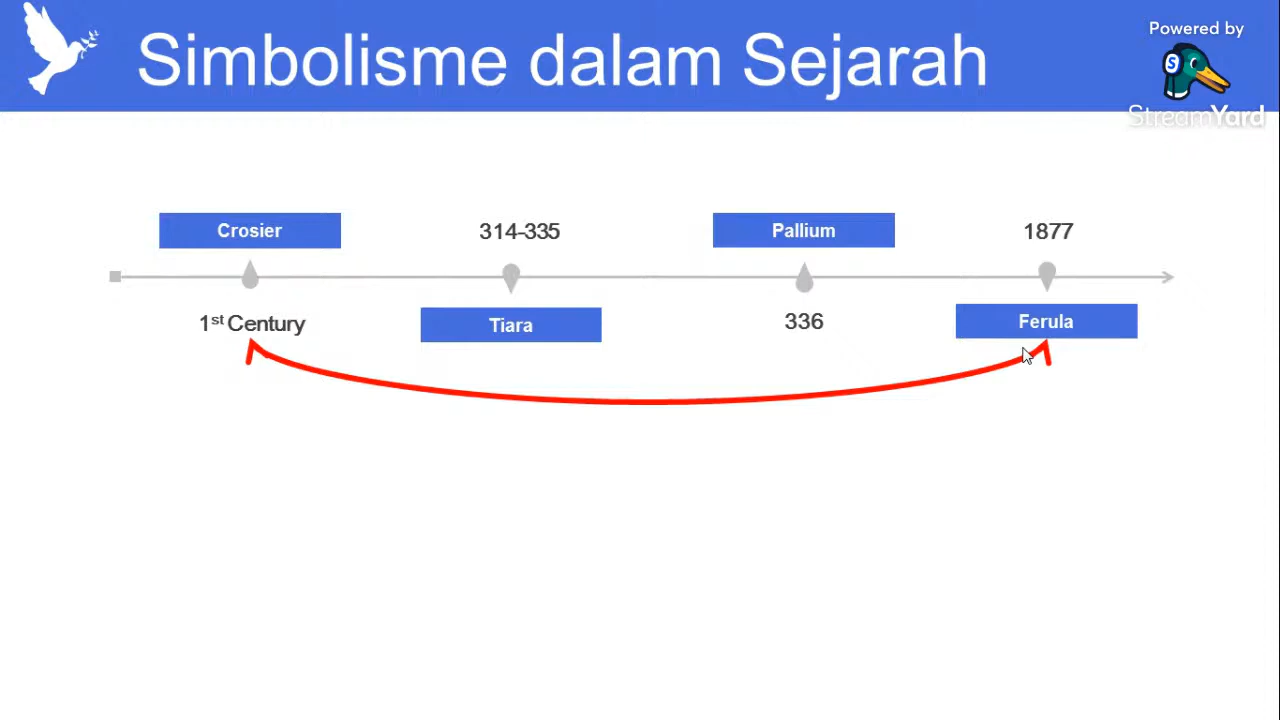 Simbolisme dalam Sejarah
Powered by
StreamYard
Crosier
314-335
Pallium
1877
1st Century
Tiara
336
Ferula